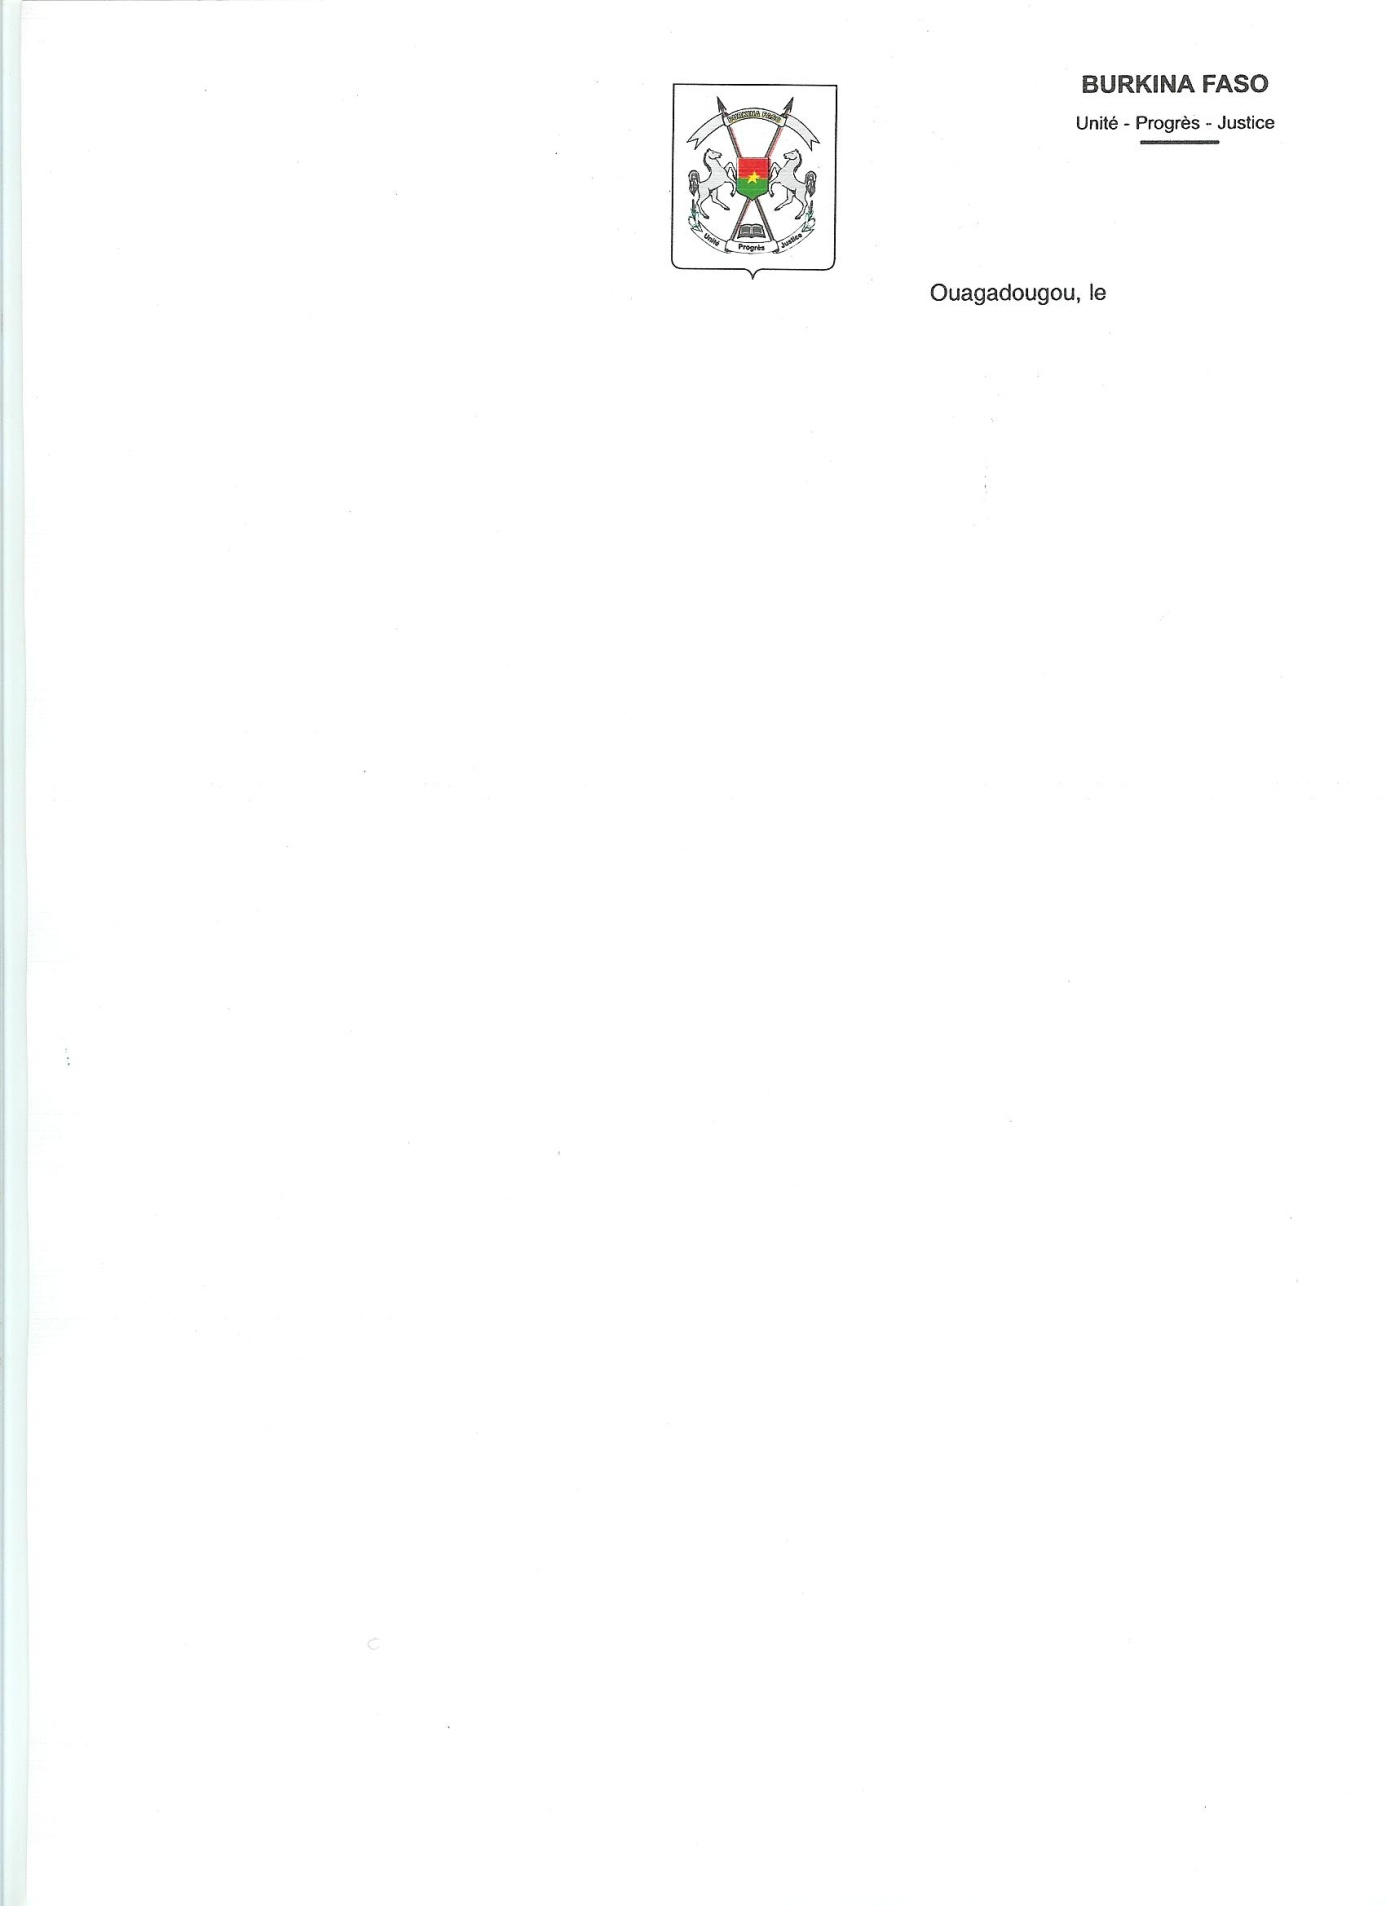 BURKINA FASO
Unité - Progrès - Justice
BURKINA FASO
Unité Progrès Justice
Ouagadougou, le